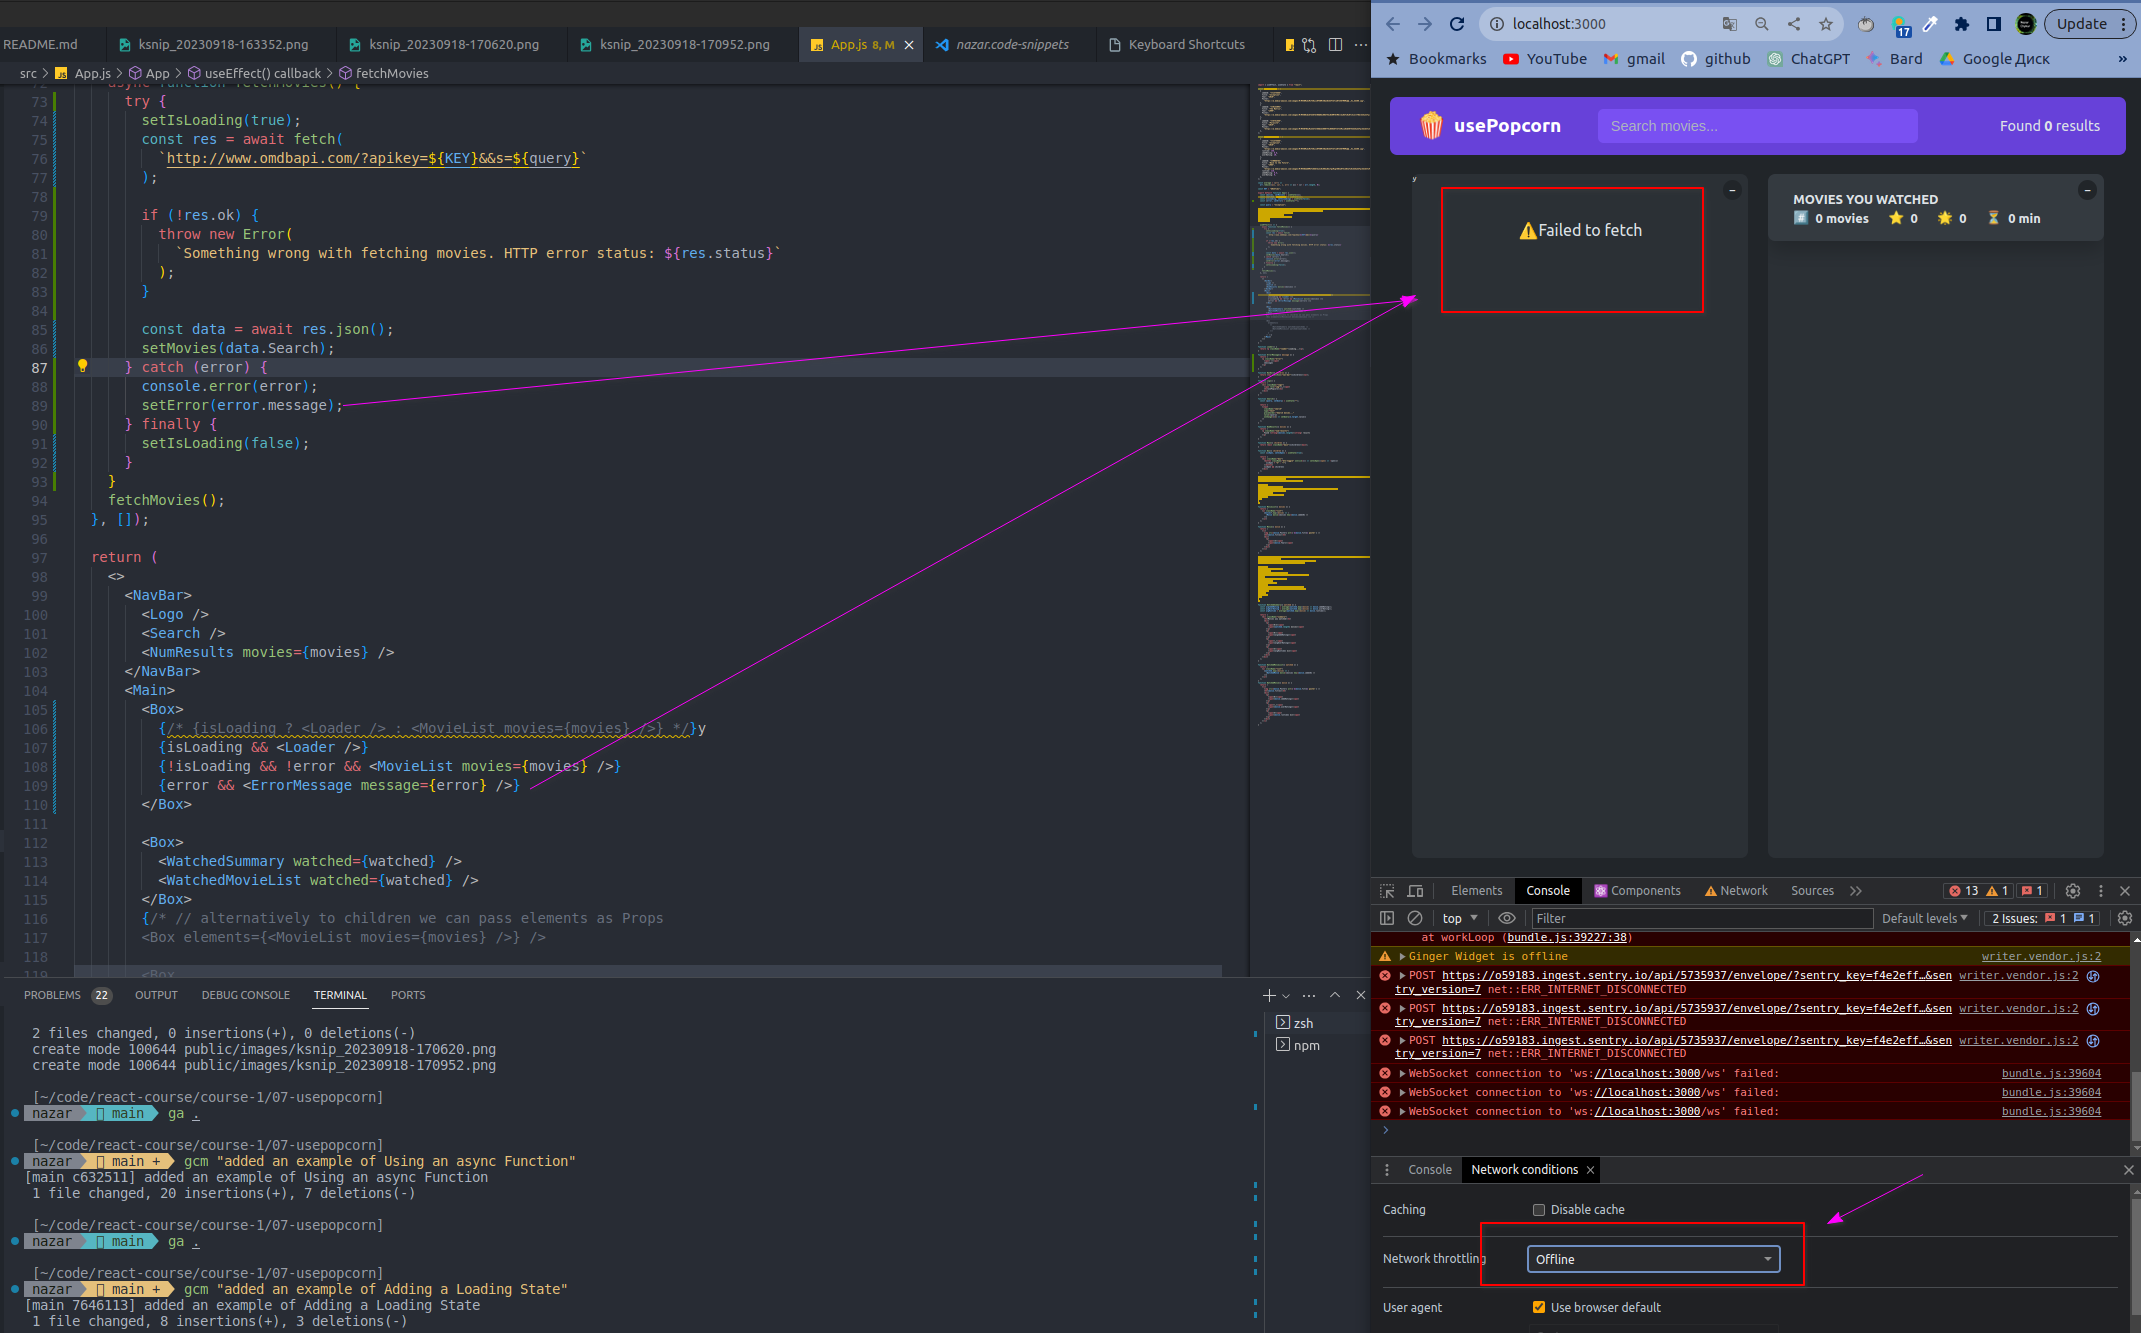 README.md
ksnip_20230918-163352.png
ksnip_20230918-170620.png
ksnip_20230918-170952.png
App.js 8, M
nazar.code-snippets
Keyboard Shortcuts
src > App.js > App > useEffect() callback > fetchMovies
72 async function fetchMovies() {
73 try {
74 setIsLoading(true);
75 const res = await fetch(
76 `http://www.omdbapi.com/?apikey=${KEY}&&s=${query}`
77 );
78
79 if (!res.ok) {
80 throw new Error(
81 `Something wrong with fetching movies. HTTP error status: ${res.status}`
82 );
83 }
84
85 const data = await res.json();
86 setMovies(data.Search);
87 } catch (error) {
88 console.error(error);
89 setError(error.message);
90 } finally {
91 setIsLoading(false);
92 }
93 }
94 fetchMovies();
95 }, []);
96
97 return (
98 <>
99 <NavBar>
100 <Logo />
101 <Search />
102 <NumResults movies={movies} />
103 </NavBar>
104 <Main>
105 <Box>
106 {/* {isLoading ? <Loader /> : <MovieList movies={movies} />} */}y
107 {isLoading && <Loader />}
108 {!isLoading && !error && <MovieList movies={movies} />}
109 {error && <ErrorMessage message={error} />}
110 </Box>
111
112 <Box>
113 <WatchedSummary watched={watched} />
114 <WatchedMovieList watched={watched} />
115 </Box>
116 {/* // alternatively to children we can pass elements as Props
117 <Box elements={<MovieList movies={movies} />} />
118
119 <Box
PROBLEMS 22 OUTPUT DEBUG CONSOLE TERMINAL PORTS
2 files changed, 0 insertions(+), 0 deletions(-)
create mode 100644 public/images/ksnip_20230918-170620.png
create mode 100644 public/images/ksnip_20230918-170952.png
[~/code/react-course/course-1/07-usepopcorn]
nazar main ga .
[~/code/react-course/course-1/07-usepopcorn]
nazar main + gcm "added an example of Using an async Function"
[main c632511] added an example of Using an async Function
1 file changed, 20 insertions(+), 7 deletions(-)
[~/code/react-course/course-1/07-usepopcorn]
nazar main ga .
[~/code/react-course/course-1/07-usepopcorn]
nazar main + gcm "added an example of Adding a Loading State"
[main 7646113] added an example of Adding a Loading State
1 file changed, 8 insertions(+), 3 deletions(-)
zsh
npm
localhost:3000
17
Update
Bookmarks YouTube gmail github ChatGPT Bard Google Диск »
usePopcorn
Search movies...
Found 0 results
y
⚠️Failed to fetch
MOVIES YOU WATCHED
#️⃣ 0 movies ⭐ 0 🌟 0 ⏳ 0 min
Elements Console Components Network Sources » 13 1 1
top Filter Default levels 2 Issues: 1 1
at workLoop (bundle.js:39227:38)
Ginger Widget is offline writer.vendor.js:2
POST https://o59183.ingest.sentry.io/api/5735937/envelope/?sentry_key=f4e2eff…&sen writer.vendor.js:2
try_version=7 net::ERR_INTERNET_DISCONNECTED
POST https://o59183.ingest.sentry.io/api/5735937/envelope/?sentry_key=f4e2eff…&sen writer.vendor.js:2
try_version=7 net::ERR_INTERNET_DISCONNECTED
POST https://o59183.ingest.sentry.io/api/5735937/envelope/?sentry_key=f4e2eff…&sen writer.vendor.js:2
try_version=7 net::ERR_INTERNET_DISCONNECTED
WebSocket connection to 'ws://localhost:3000/ws' failed: bundle.js:39604
WebSocket connection to 'ws://localhost:3000/ws' failed: bundle.js:39604
WebSocket connection to 'ws://localhost:3000/ws' failed: bundle.js:39604
Console Network conditions
Caching Disable cache
Network throttling Offline
User agent Use browser default